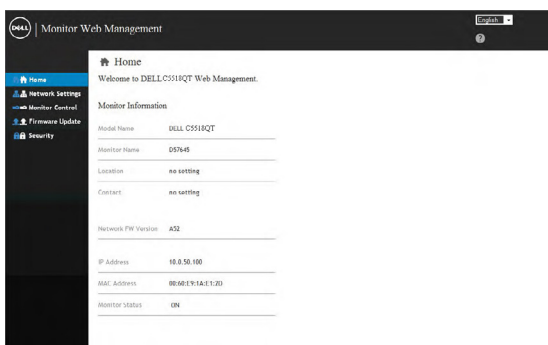 DELL
Monitor Web Management
English
?
Home
Network Settings
Monitor Control
Firmware Update
Security
Home
Welcome to DELL C5518QT Web Management.
Monitor Information
Model Name DELL C5518QT
Monitor Name D57645
Location no setting
Contact no setting
Network FW Version A52
IP Address 10.0.50.100
MAC Address 00:60:E9:1A:E1:2D
Monitor Status ON